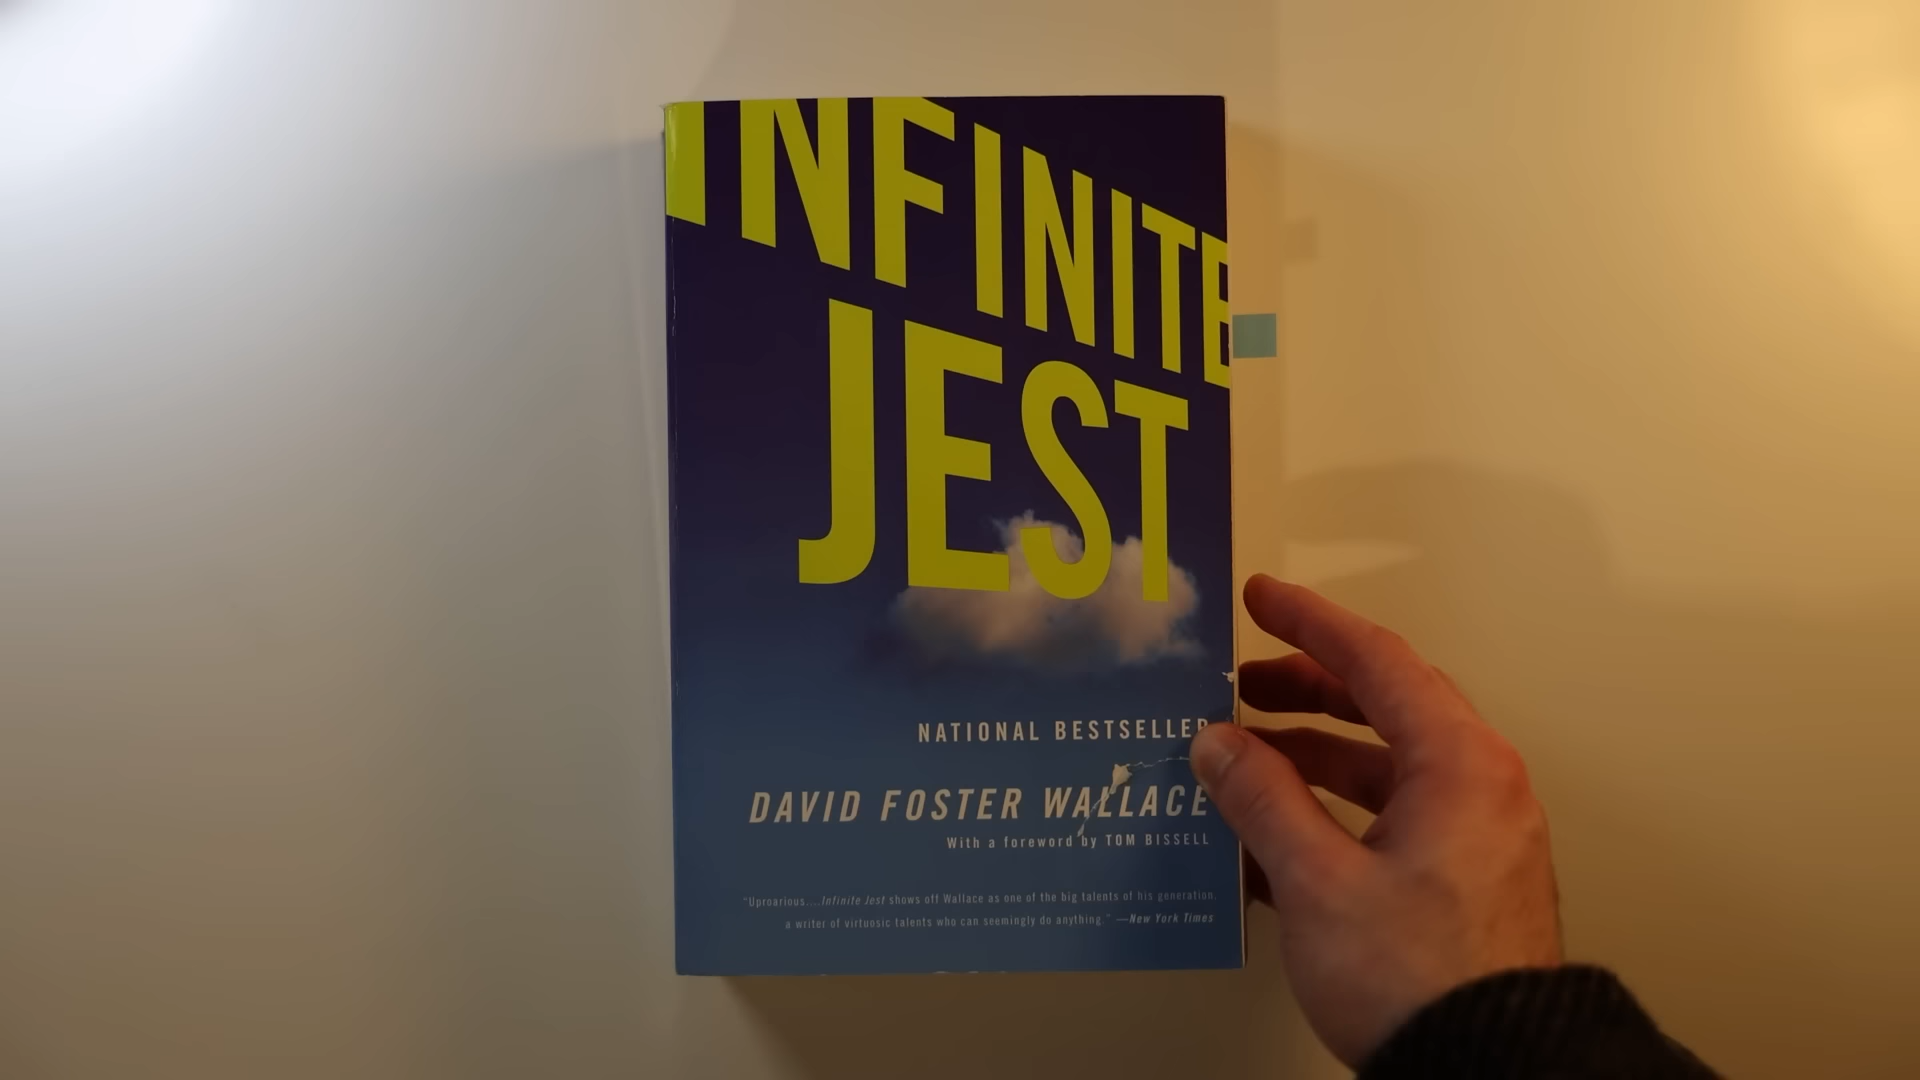 INFINITE
JEST
NATIONAL BESTSELLER
DAVID FOSTER WALLACE
With a foreword by TOM BISSELL
“Uproarious....Infinite Jest shows off Wallace as one of the big talents of his generation,
a writer of virtuosic talents who can seemingly do anything.” —New York Times